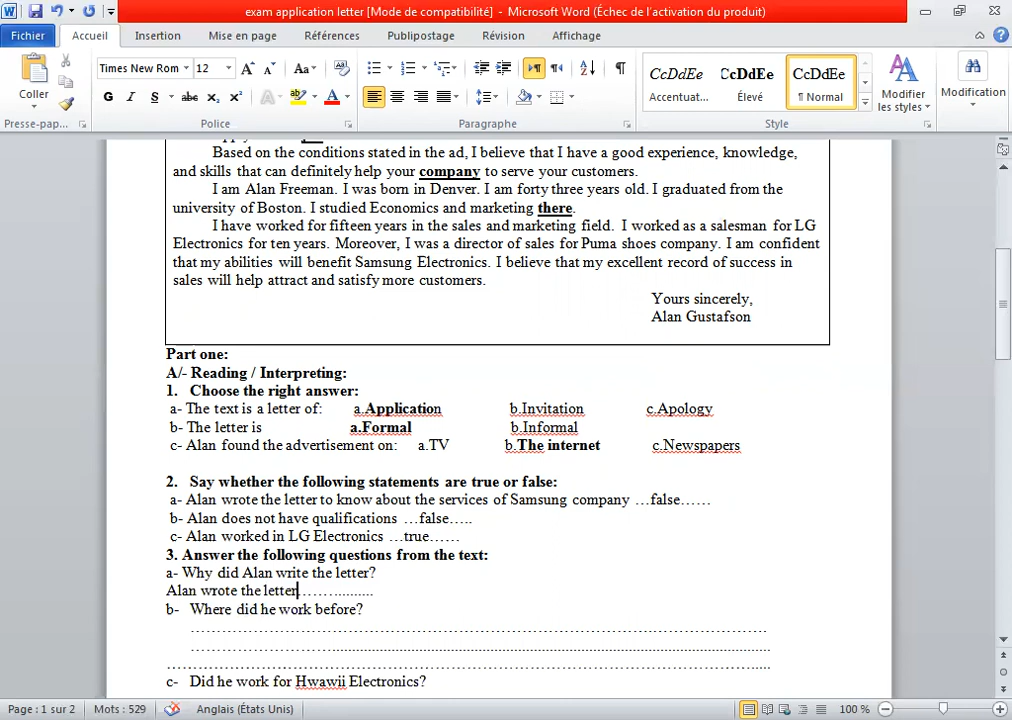 exam application letter [Mode de compatibilité] - Microsoft Word (Échec de l'activation du produit)
Fichier Accueil Insertion Mise en page Références Publipostage Révision Affichage
Times New Rom 12
Coller
CcDdEe CcDdEe CcDdEe
Accentuat... Élevé ¶ Normal
Modifier les styles
Modification
Presse-pap... Police Paragraphe Style
Based on the conditions stated in the ad, I believe that I have a good experience, knowledge,
and skills that can definitely help your company to serve your customers.
I am Alan Freeman. I was born in Denver. I am forty three years old. I graduated from the
university of Boston. I studied Economics and marketing there.
I have worked for fifteen years in the sales and marketing field. I worked as a salesman for LG
Electronics for ten years. Moreover, I was a director of sales for Puma shoes company. I am confident
that my abilities will benefit Samsung Electronics. I believe that my excellent record of success in
sales will help attract and satisfy more customers.
Yours sincerely,
Alan Gustafson
Part one:
A/- Reading / Interpreting:
1. Choose the right answer:
a- The text is a letter of: a.Application b.Invitation c.Apology
b- The letter is a.Formal b.Informal
c- Alan found the advertisement on: a.TV b.The internet c.Newspapers
2. Say whether the following statements are true or false:
a- Alan wrote the letter to know about the services of Samsung company …false……
b- Alan does not have qualifications …false…..
c- Alan worked in LG Electronics …true……
3. Answer the following questions from the text:
a- Why did Alan write the letter?
Alan wrote the letter……..........
b- Where did he work before?
c- Did he work for Hwawii Electronics?
Page : 1 sur 2 Mots : 529 Anglais (États Unis) 100 %